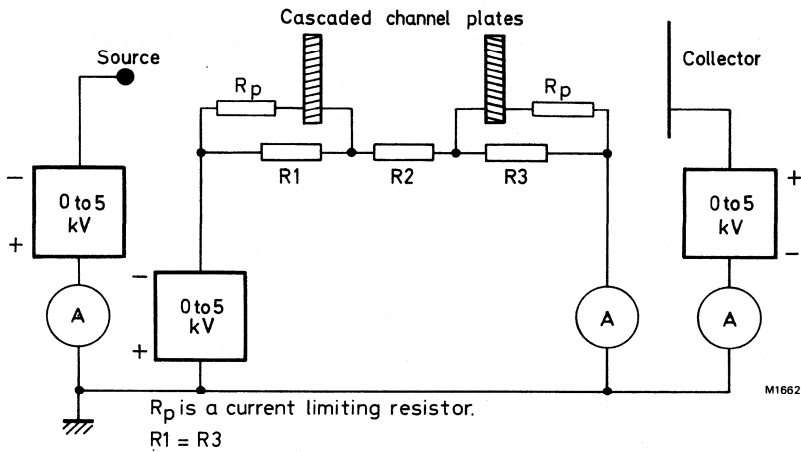 Cascaded channel plates
Source
Rp
Rp
Collector
R1
R2
R3
−
0 to 5
kV
+
+
0 to 5
kV
−
−
0 to 5
kV
+
A
A
A
M1662
Rp is a current limiting resistor.
R1 = R3